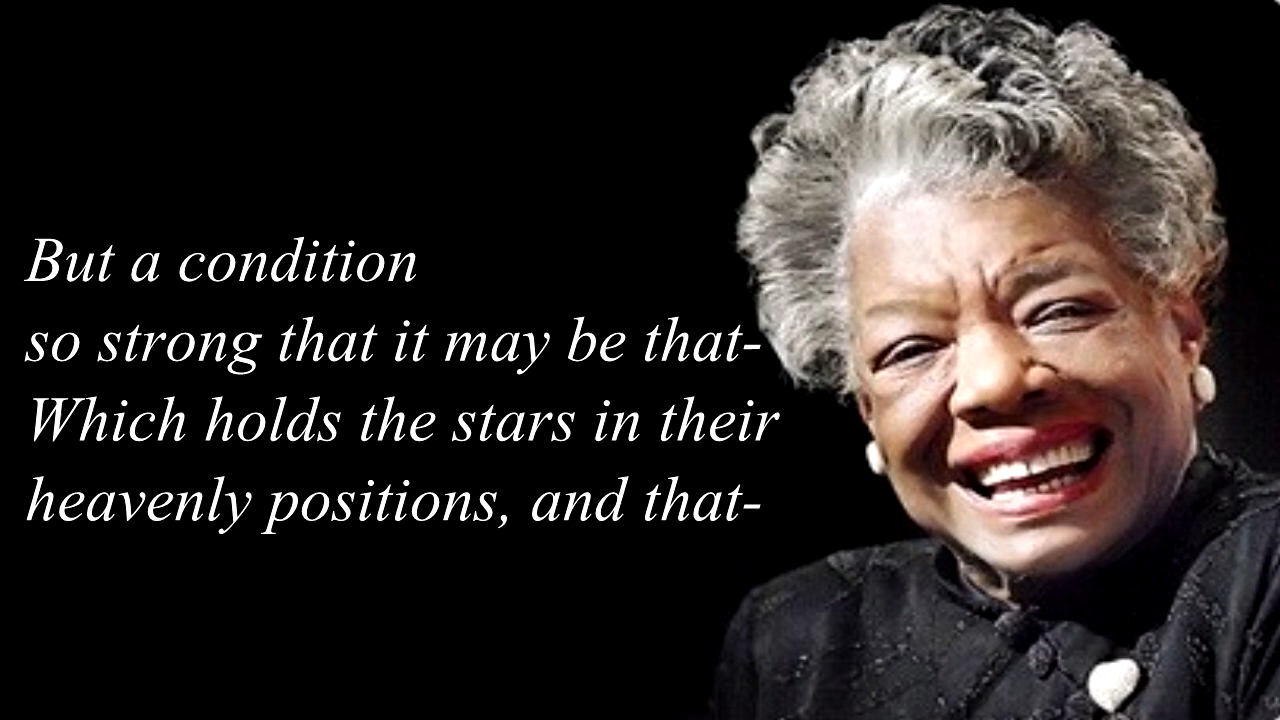 But a condition
so strong that it may be that-
Which holds the stars in their
heavenly positions, and that-